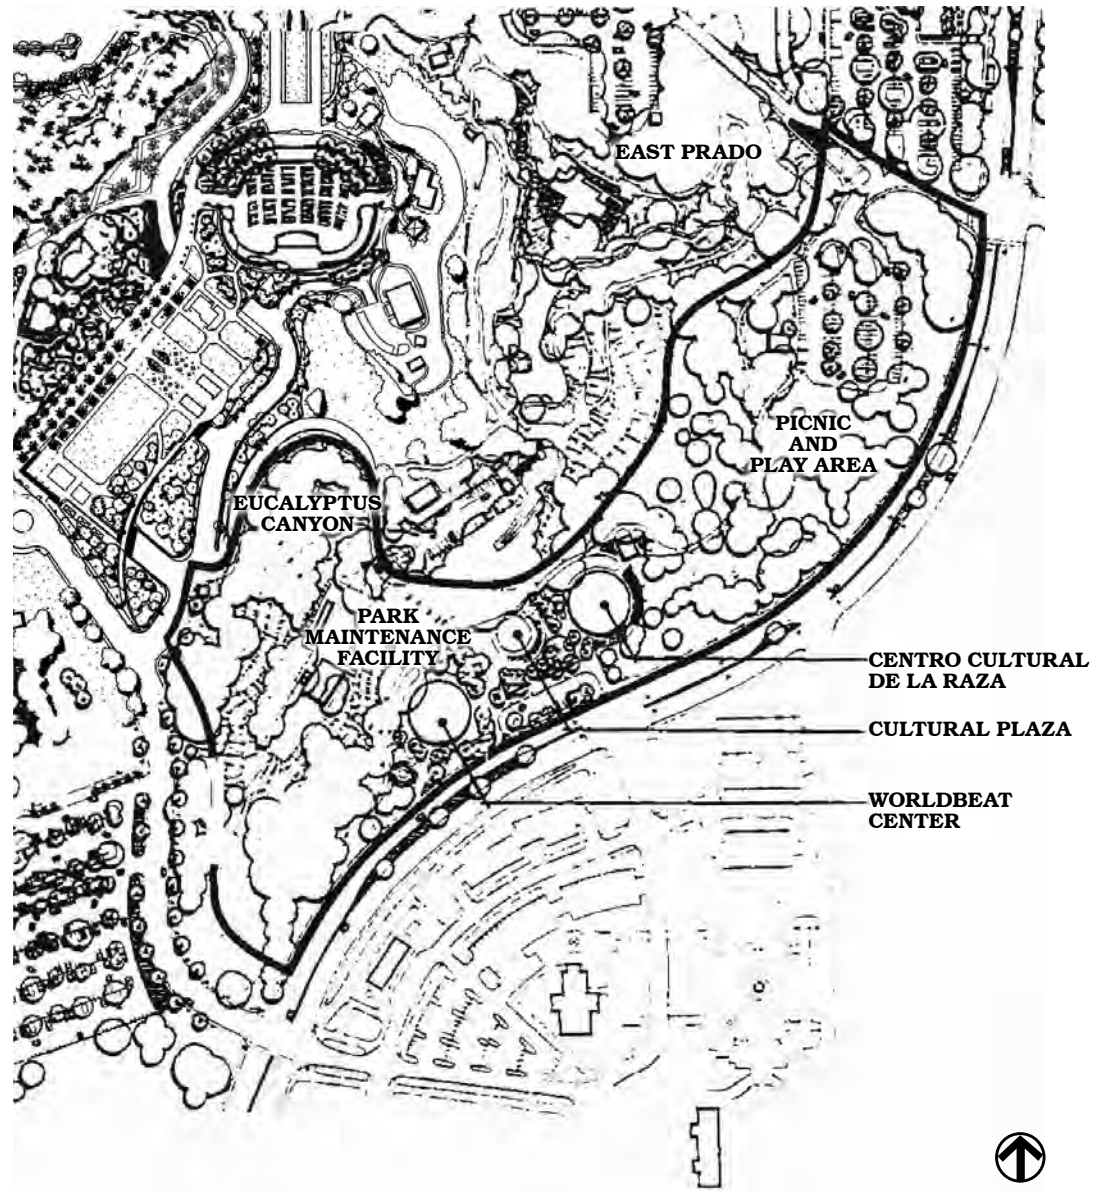 EAST PRADO
PICNIC
AND
PLAY AREA
EUCALYPTUS
CANYON
PARK
MAINTENANCE
FACILITY
CENTRO CULTURAL
DE LA RAZA
CULTURAL PLAZA
WORLDBEAT
CENTER